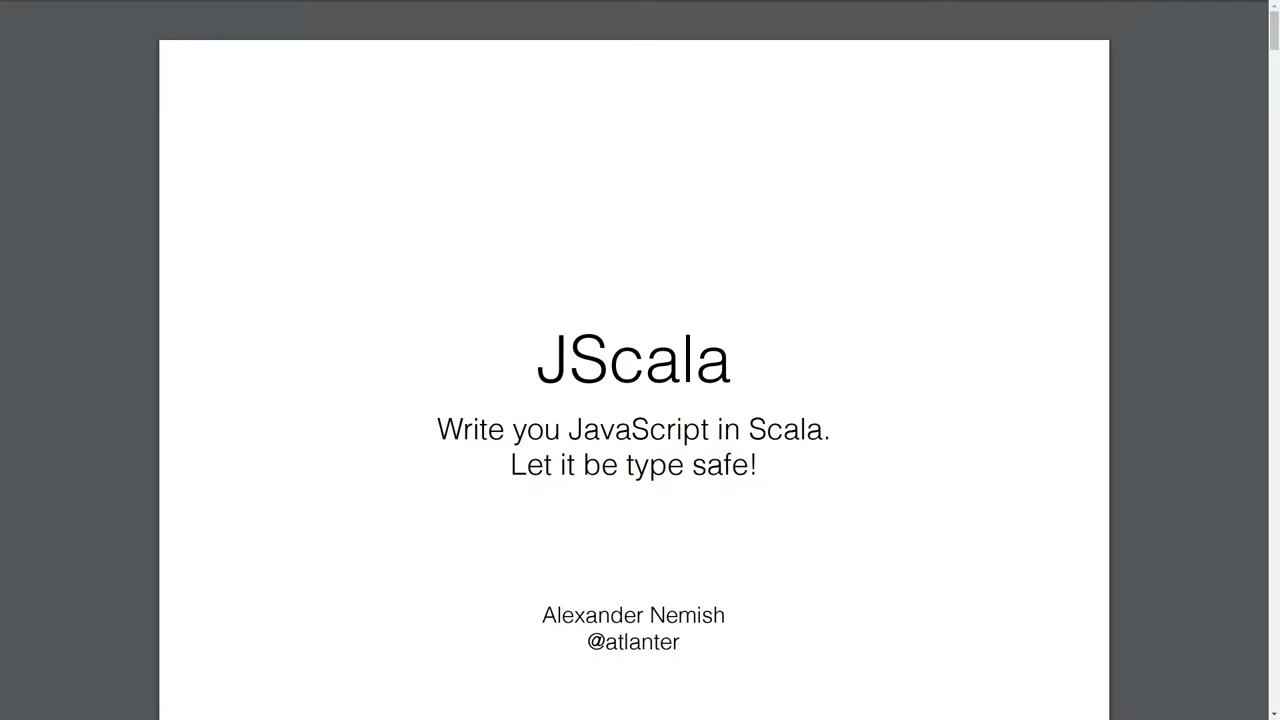 JScala
Write you JavaScript in Scala.
Let it be type safe!
Alexander Nemish
@atlanter